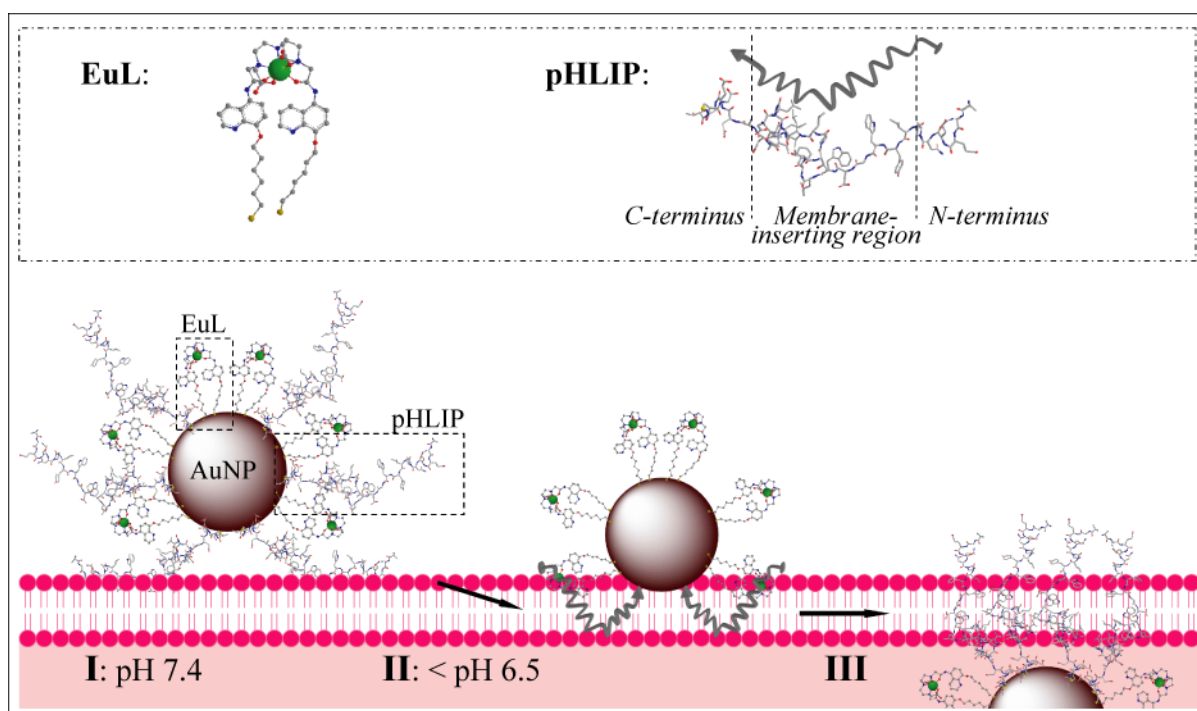 EuL:
pHLIP:
C-terminus
Membrane-
inserting region
N-terminus
EuL
pHLIP
AuNP
I: pH 7.4
II: < pH 6.5
III